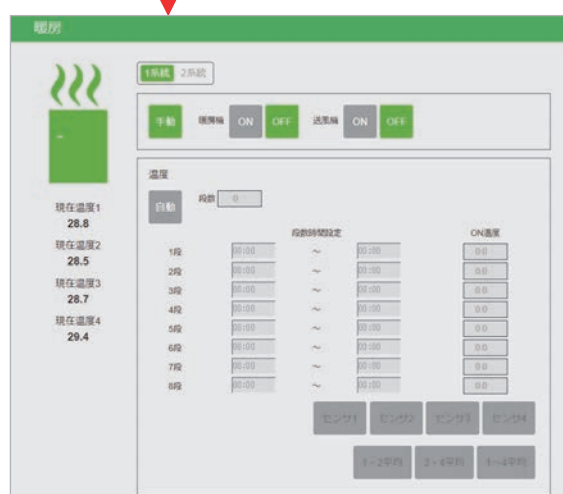 暖房
1系統 2系統
手動 暖房機 ON OFF 送風機 ON OFF
温度
自動 段数 0
段数時間設定 ON温度
1段 00:00 ～ 00:00 0.0
2段 00:00 ～ 00:00 0.0
3段 00:00 ～ 00:00 0.0
4段 00:00 ～ 00:00 0.0
5段 00:00 ～ 00:00 0.0
6段 00:00 ～ 00:00 0.0
7段 00:00 ～ 00:00 0.0
8段 00:00 ～ 00:00 0.0
センサ1 センサ2 センサ3 センサ4
1～2平均 3～4平均 1～4平均
現在温度1
28.8
現在温度2
28.5
現在温度3
28.7
現在温度4
29.4